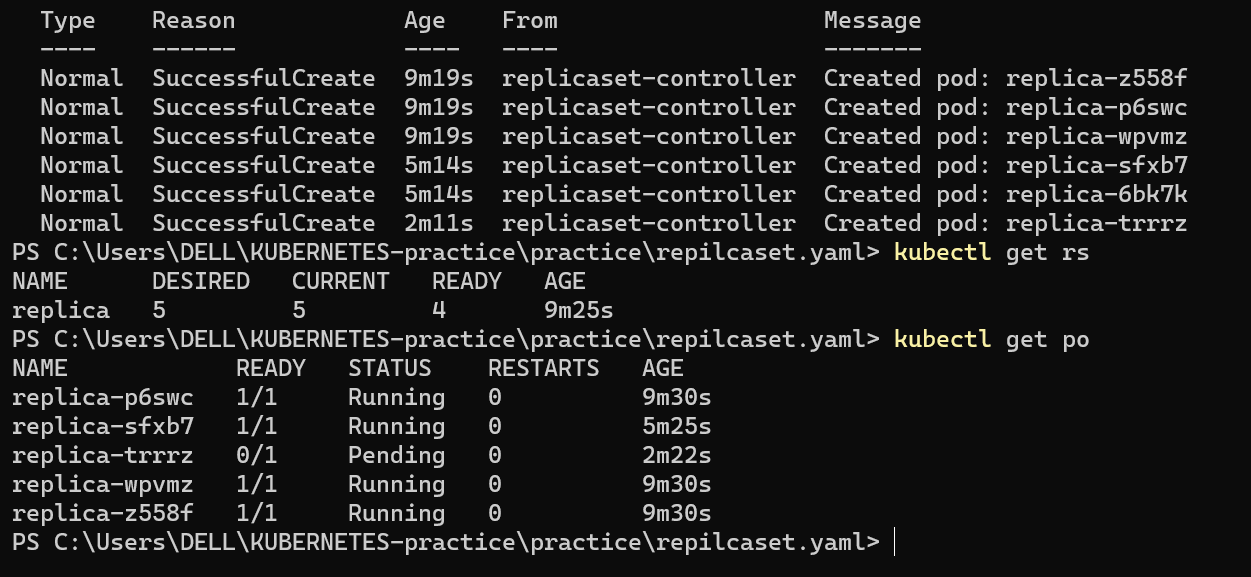 Type Reason Age From Message
---- ------ ---- ---- -------
Normal SuccessfulCreate 9m19s replicaset-controller Created pod: replica-z558f
Normal SuccessfulCreate 9m19s replicaset-controller Created pod: replica-p6swc
Normal SuccessfulCreate 9m19s replicaset-controller Created pod: replica-wpvmz
Normal SuccessfulCreate 5m14s replicaset-controller Created pod: replica-sfxb7
Normal SuccessfulCreate 5m14s replicaset-controller Created pod: replica-6bk7k
Normal SuccessfulCreate 2m11s replicaset-controller Created pod: replica-trrrz
PS C:\Users\DELL\KUBERNETES-practice\practice\repilcaset.yaml> kubectl get rs
NAME DESIRED CURRENT READY AGE
replica 5 5 4 9m25s
PS C:\Users\DELL\KUBERNETES-practice\practice\repilcaset.yaml> kubectl get po
NAME READY STATUS RESTARTS AGE
replica-p6swc 1/1 Running 0 9m30s
replica-sfxb7 1/1 Running 0 5m25s
replica-trrrz 0/1 Pending 0 2m22s
replica-wpvmz 1/1 Running 0 9m30s
replica-z558f 1/1 Running 0 9m30s
PS C:\Users\DELL\KUBERNETES-practice\practice\repilcaset.yaml>